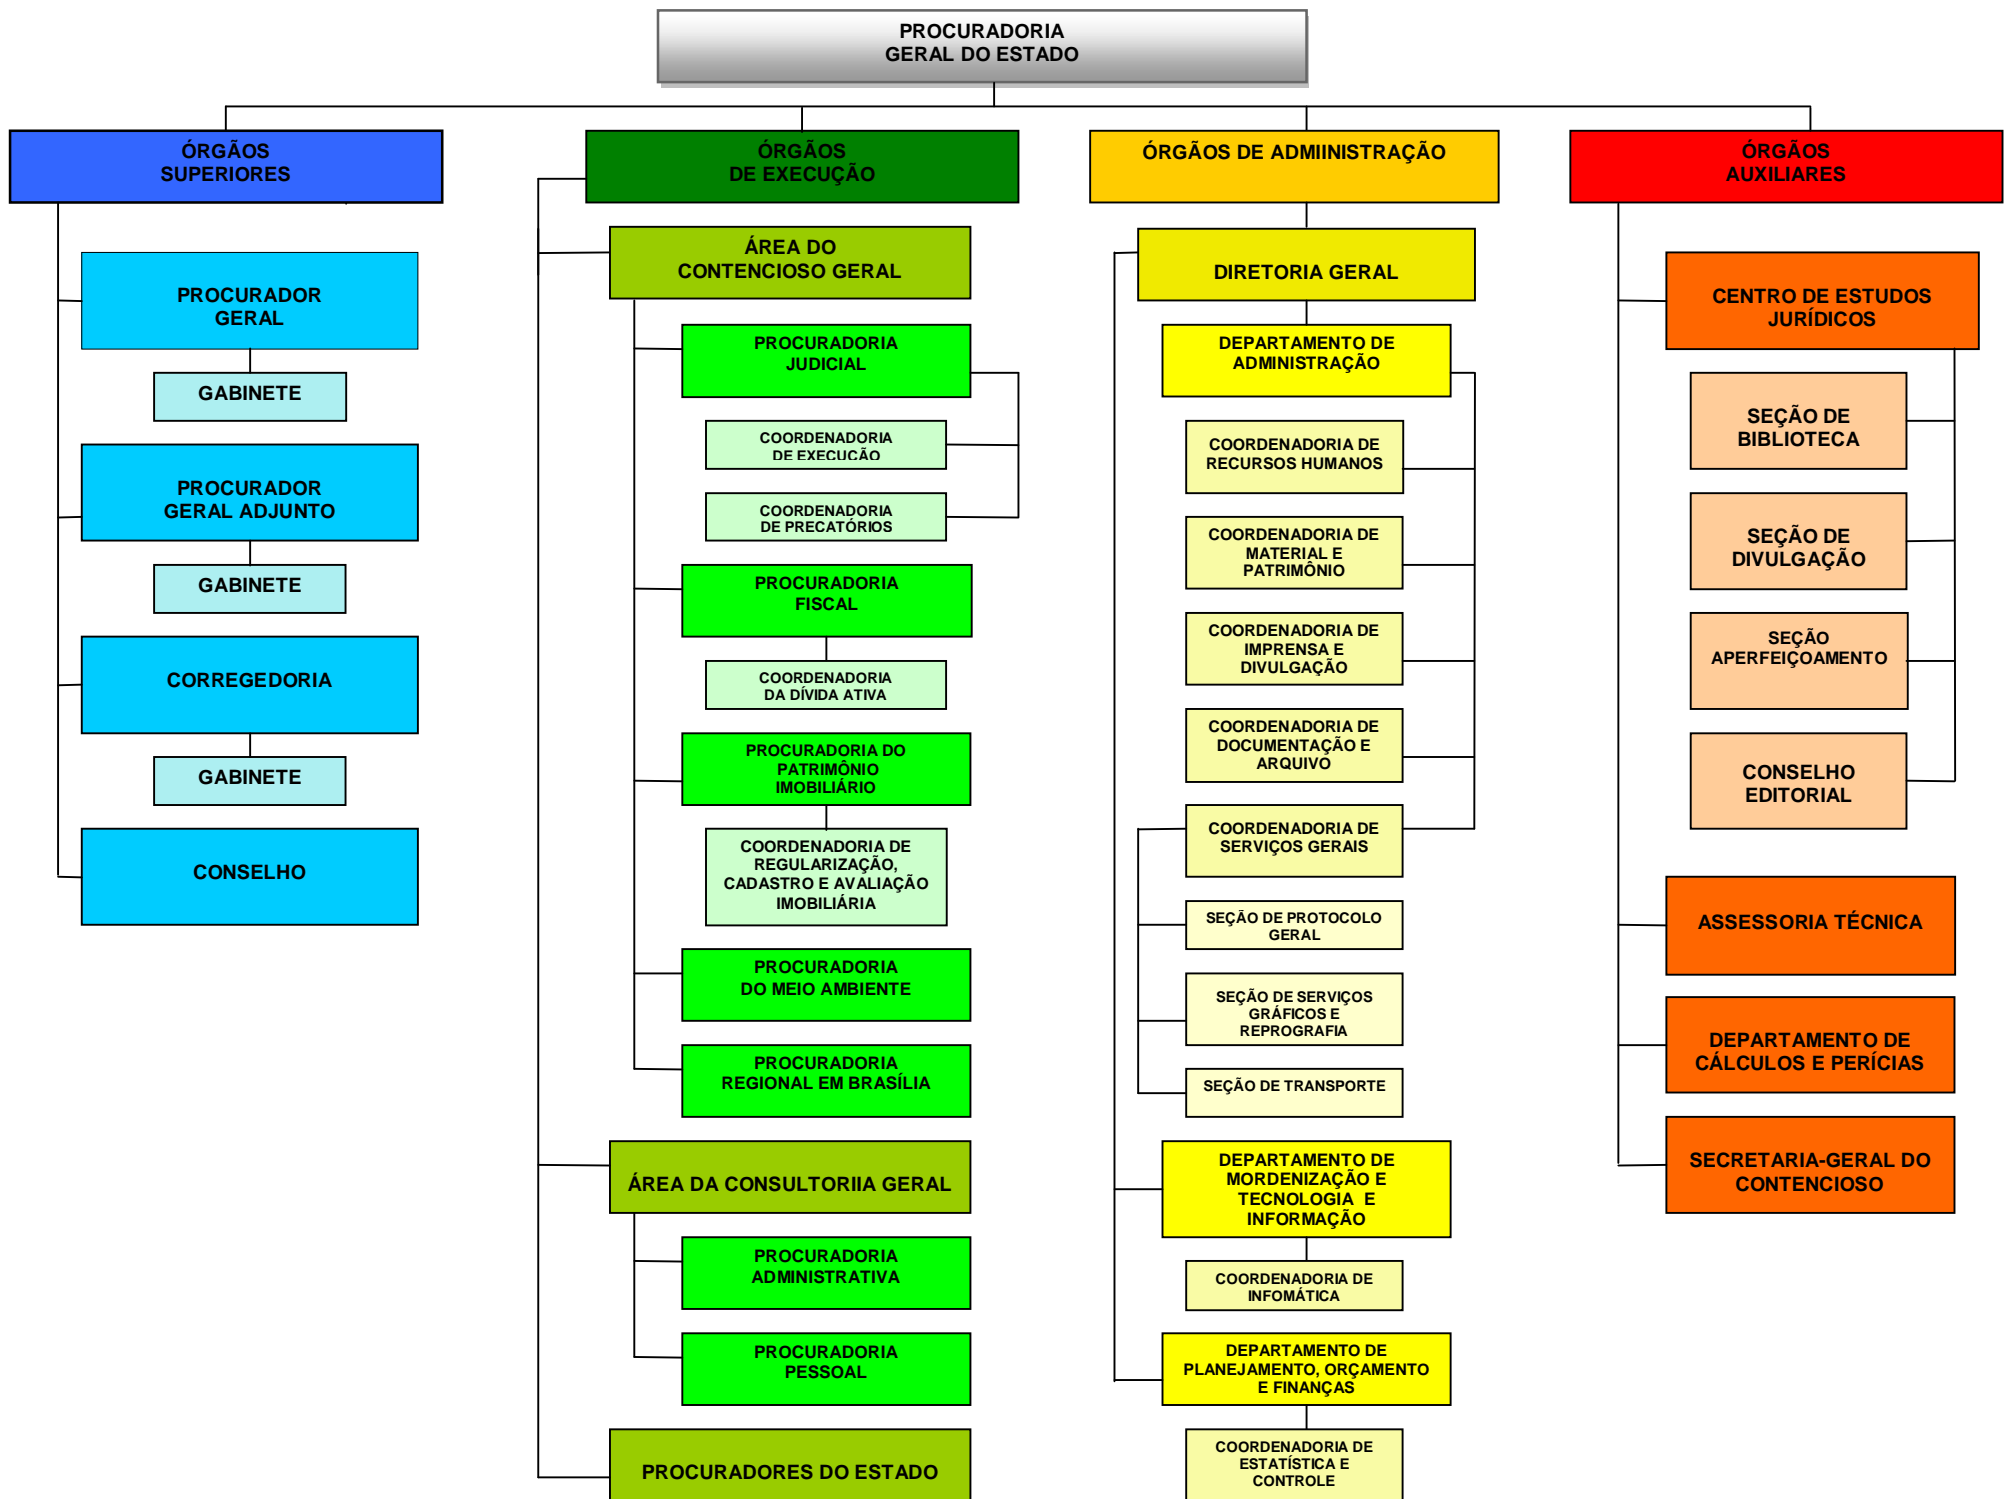 PROCURADORIA
GERAL DO ESTADO
ÓRGÃOS
SUPERIORES
PROCURADOR
GERAL
GABINETE
PROCURADOR
GERAL ADJUNTO
GABINETE
CORREGEDORIA
GABINETE
CONSELHO
ÓRGÃOS
DE EXECUÇÃO
ÁREA DO
CONTENCIOSO GERAL
PROCURADORIA
JUDICIAL
COORDENADORIA
DE EXECUÇÃO
COORDENADORIA
DE PRECATÓRIOS
PROCURADORIA
FISCAL
COORDENADORIA
DA DÍVIDA ATIVA
PROCURADORIA DO
PATRIMÔNIO
IMOBILIÁRIO
COORDENADORIA DE
REGULARIZAÇÃO,
CADASTRO E AVALIAÇÃO
IMOBILIÁRIA
PROCURADORIA
DO MEIO AMBIENTE
PROCURADORIA
REGIONAL EM BRASÍLIA
ÁREA DA CONSULTORIIA GERAL
PROCURADORIA
ADMINISTRATIVA
PROCURADORIA
PESSOAL
PROCURADORES DO ESTADO
ÓRGÃOS DE ADMIINISTRAÇÃO
DIRETORIA GERAL
DEPARTAMENTO DE
ADMINISTRAÇÃO
COORDENADORIA DE
RECURSOS HUMANOS
COORDENADORIA DE
MATERIAL E
PATRIMÔNIO
COORDENADORIA DE
IMPRENSA E
DIVULGAÇÃO
COORDENADORIA DE
DOCUMENTAÇÃO E
ARQUIVO
COORDENADORIA DE
SERVIÇOS GERAIS
SEÇÃO DE PROTOCOLO
GERAL
SEÇÃO DE SERVIÇOS
GRÁFICOS E
REPROGRAFIA
SEÇÃO DE TRANSPORTE
DEPARTAMENTO DE
MORDENIZAÇÃO E
TECNOLOGIA E
INFORMAÇÃO
COORDENADORIA DE
INFOMÁTICA
DEPARTAMENTO DE
PLANEJAMENTO, ORÇAMENTO
E FINANÇAS
COORDENADORIA DE
ESTATÍSTICA E
CONTROLE
ÓRGÃOS
AUXILIARES
CENTRO DE ESTUDOS
JURÍDICOS
SEÇÃO DE
BIBLIOTECA
SEÇÃO DE
DIVULGAÇÃO
SEÇÃO
APERFEIÇOAMENTO
CONSELHO
EDITORIAL
ASSESSORIA TÉCNICA
DEPARTAMENTO DE
CÁLCULOS E PERÍCIAS
SECRETARIA-GERAL DO
CONTENCIOSO